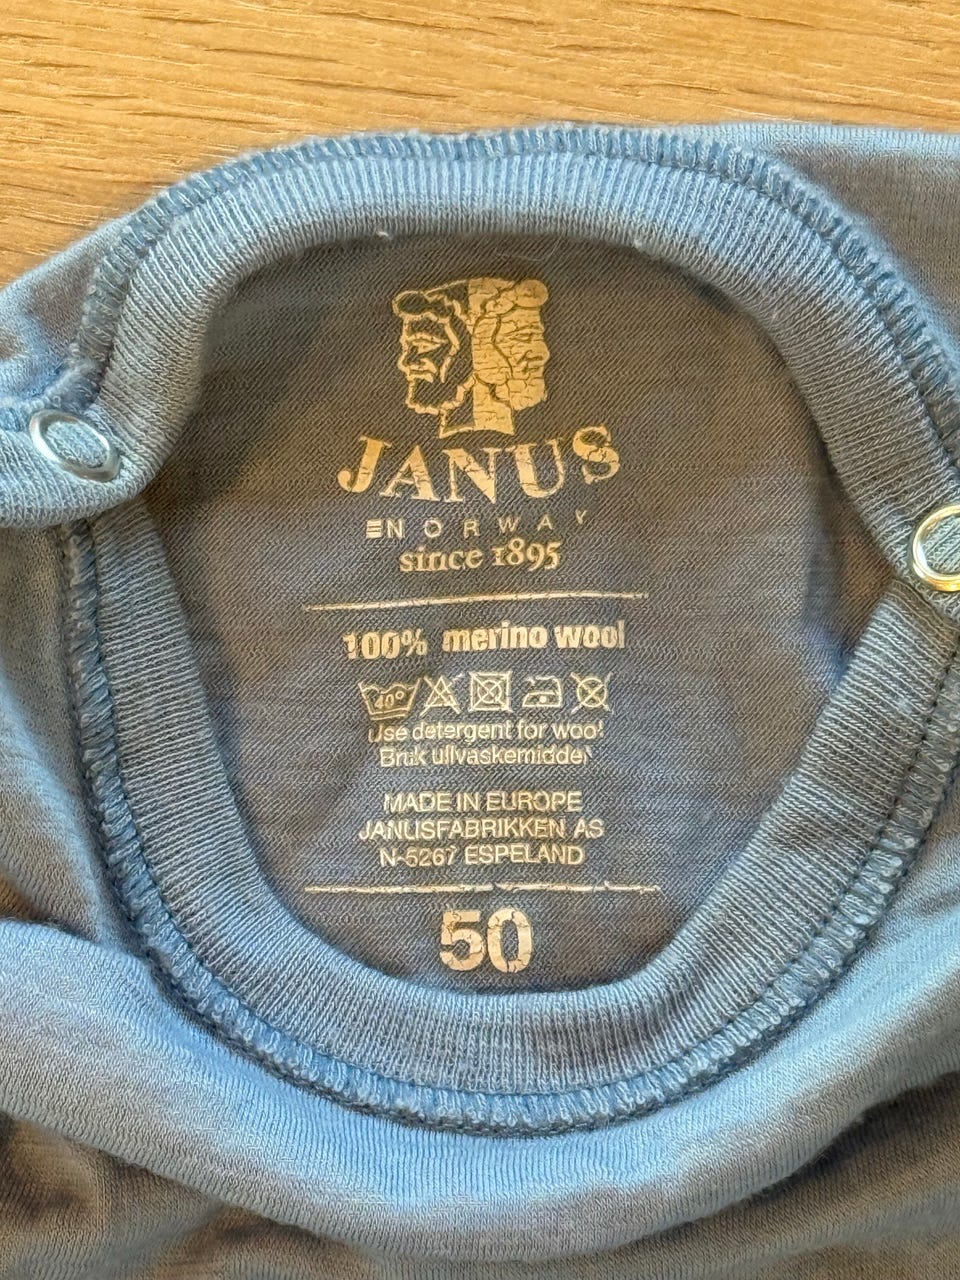 JANUS
NORWAY
since 1895
100% merino wool
40°
Use detergent for wool
Bruk ullvaskemiddel
MADE IN EUROPE
JANUSFABRIKKEN AS
N-5267 ESPELAND
50